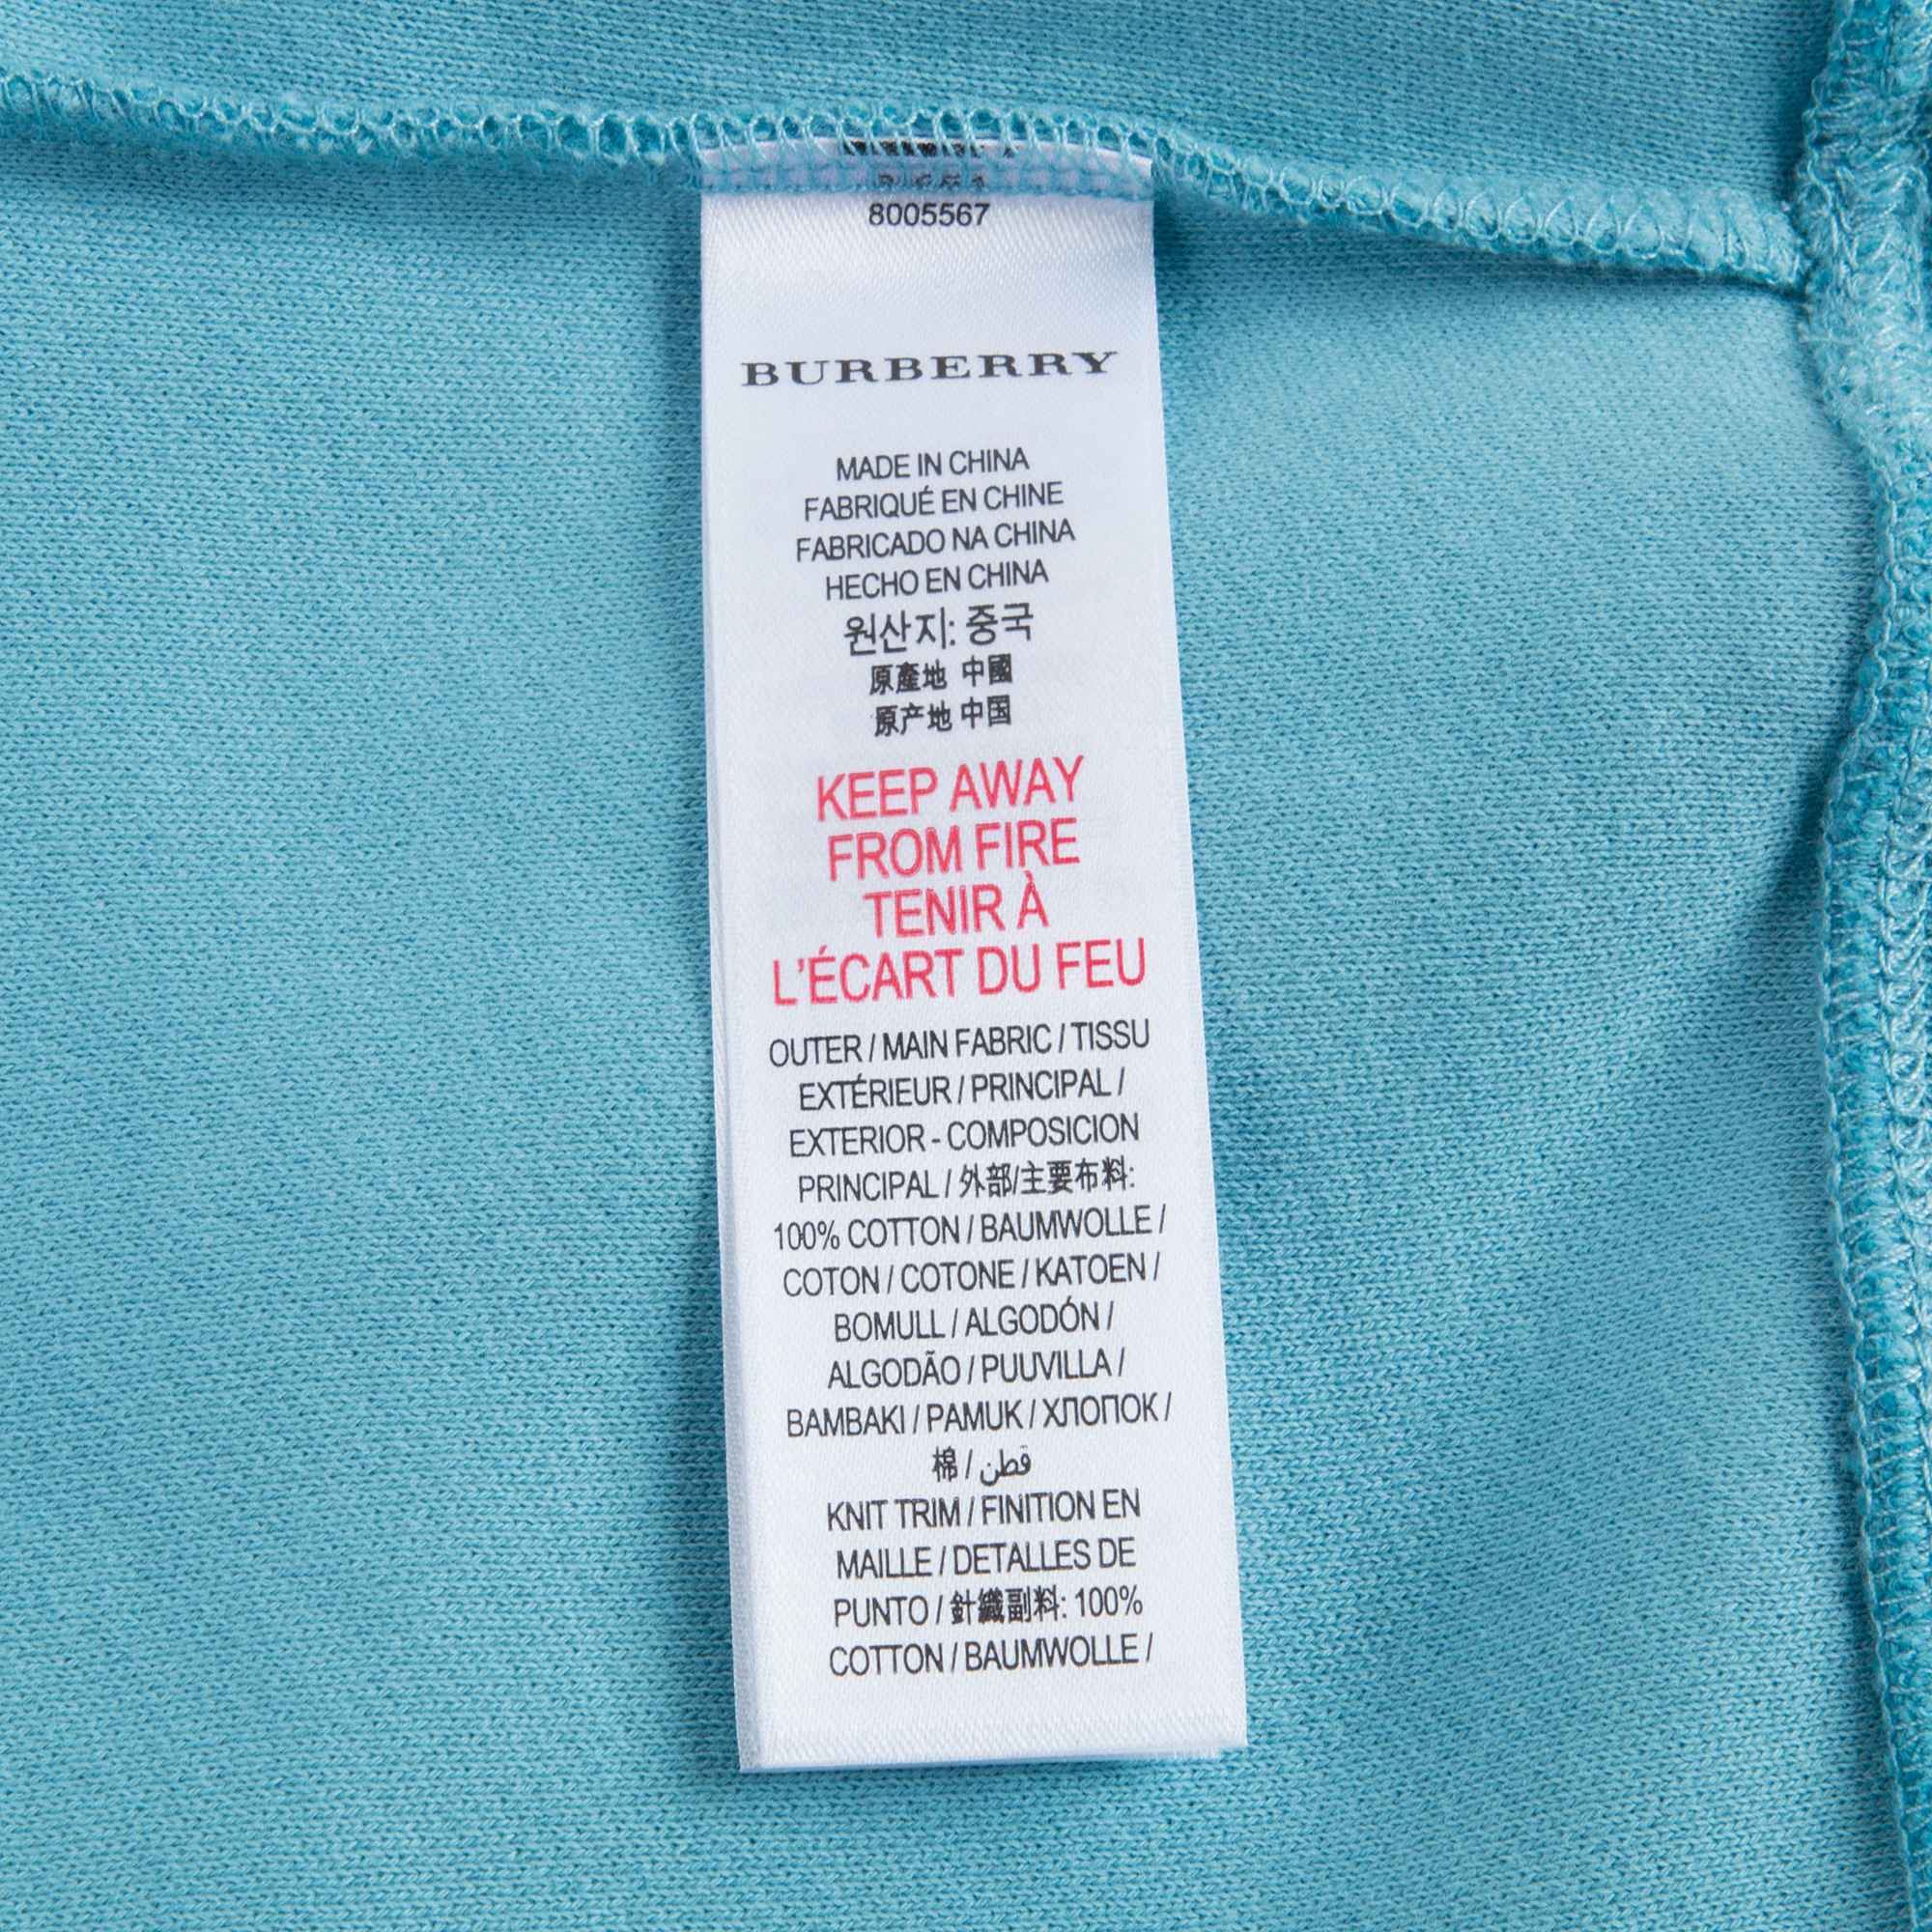 8005567
BURBERRY
MADE IN CHINA
FABRIQUÉ EN CHINE
FABRICADO NA CHINA
HECHO EN CHINA
원산지: 중국
原產地 中國
原产地 中国
KEEP AWAY
FROM FIRE
TENIR À
L'ÉCART DU FEU
OUTER / MAIN FABRIC / TISSU
EXTÉRIEUR / PRINCIPAL /
EXTERIOR - COMPOSICION
PRINCIPAL / 外部/主要布料:
100% COTTON / BAUMWOLLE /
COTON / COTONE / KATOEN /
BOMULL / ALGODÓN /
ALGODÃO / PUUVILLA /
BAMBAKI / PAMUK / ХЛОПОК /
棉 / قطن
KNIT TRIM / FINITION EN
MAILLE / DETALLES DE
PUNTO / 針織副料: 100%
COTTON / BAUMWOLLE /